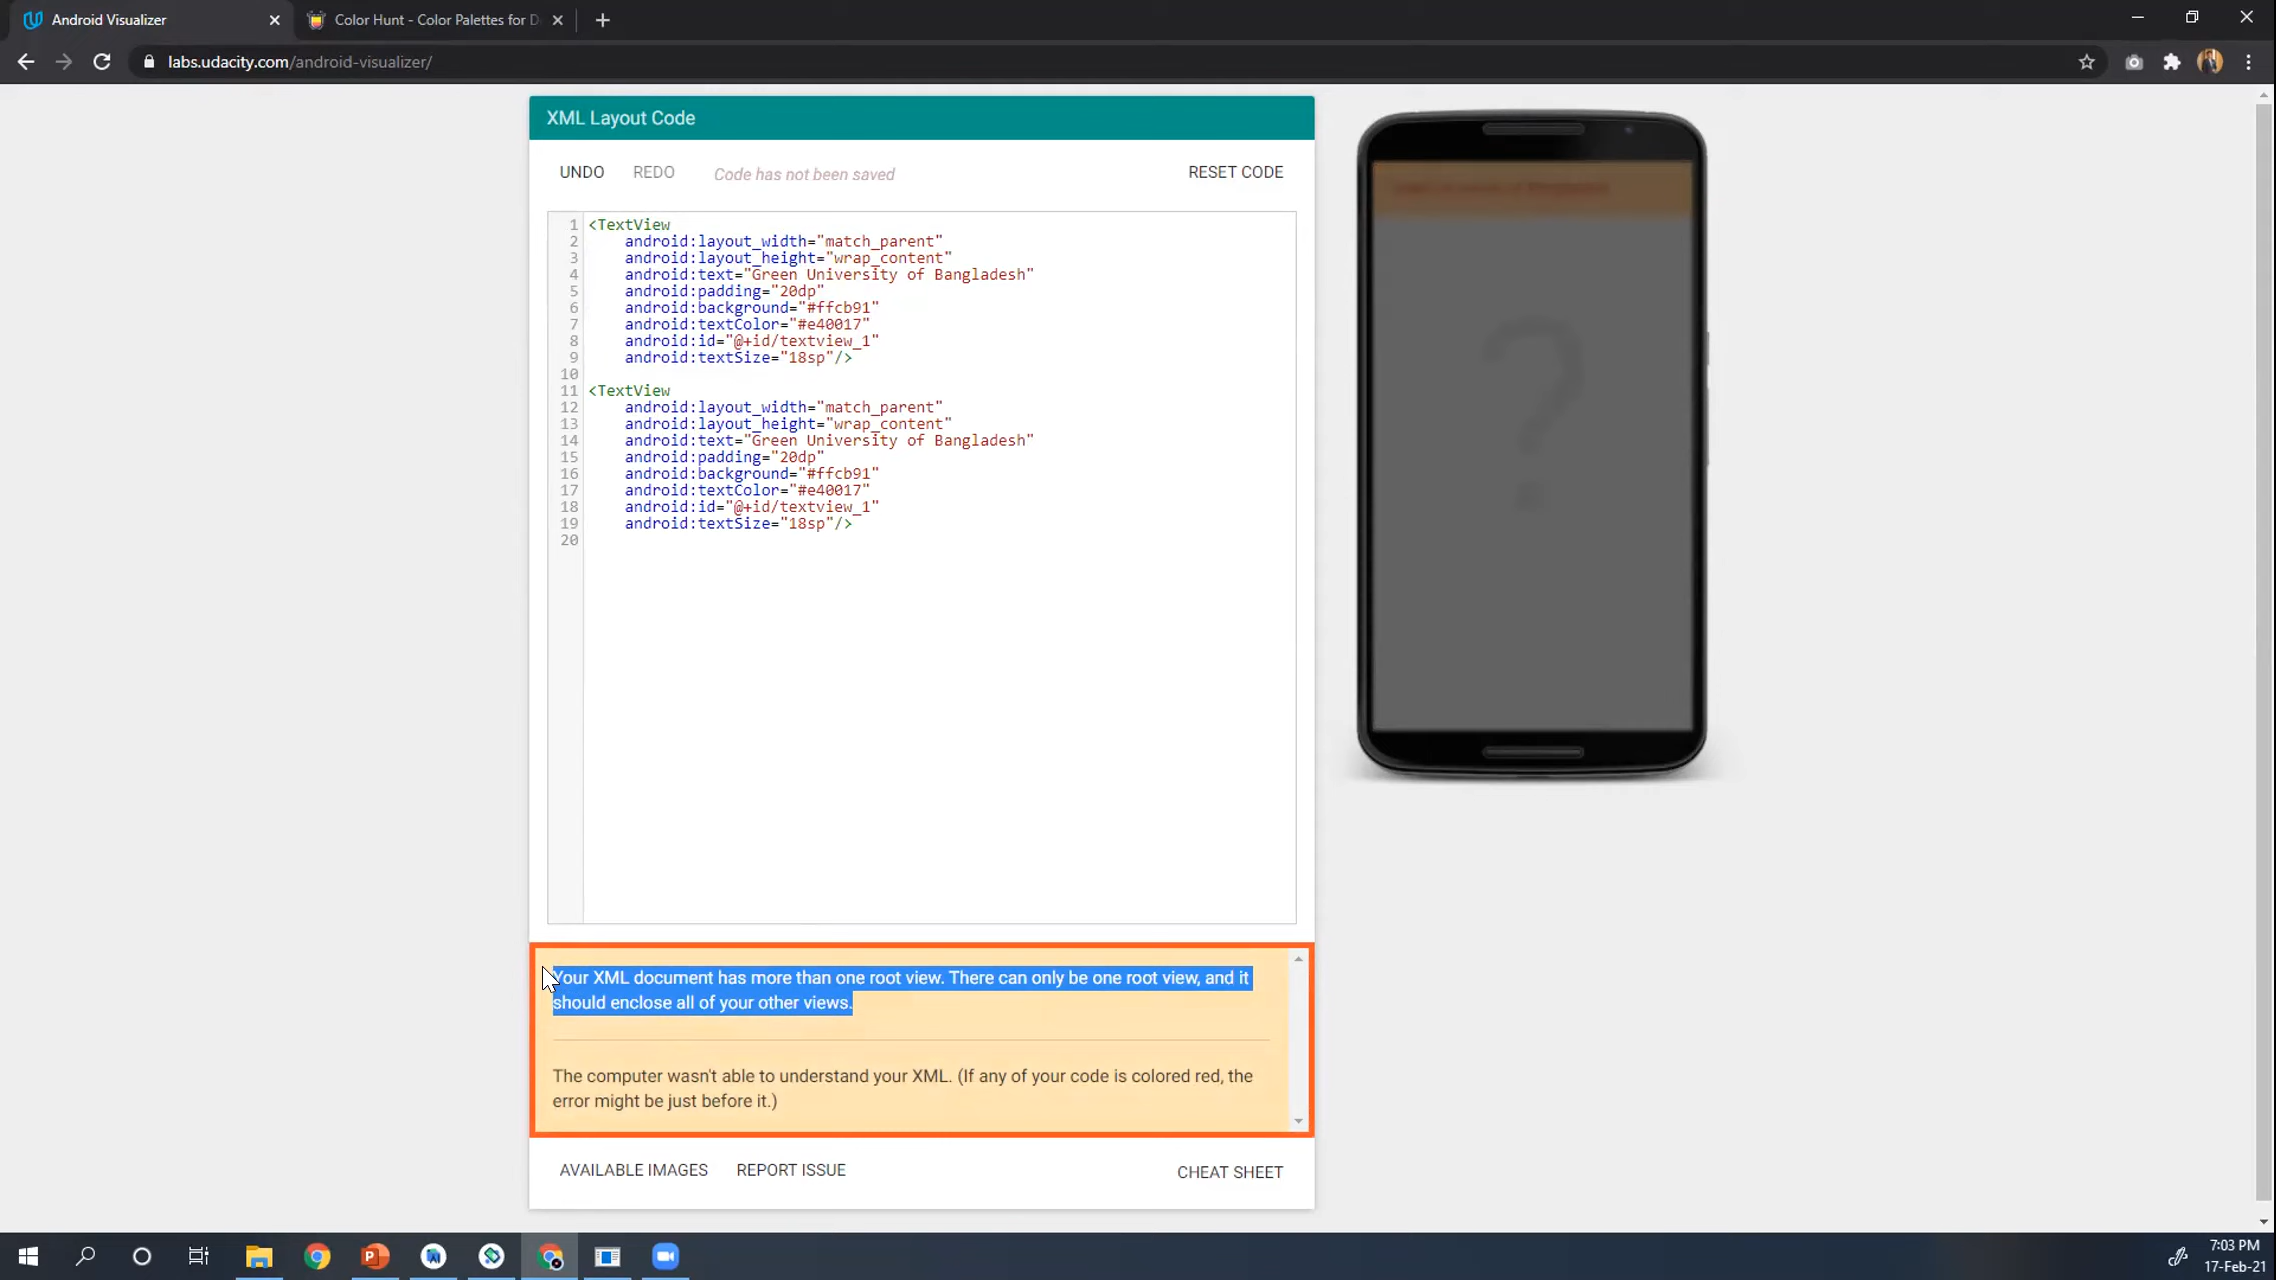 Android Visualizer
Color Hunt - Color Palettes for D
labs.udacity.com/android-visualizer/
XML Layout Code
UNDO REDO Code has not been saved RESET CODE
1 <TextView
2 android:layout_width="match_parent"
3 android:layout_height="wrap_content"
4 android:text="Green University of Bangladesh"
5 android:padding="20dp"
6 android:background="#ffcb91"
7 android:textColor="#e40017"
8 android:id="@+id/textview_1"
9 android:textSize="18sp"/>
10
11 <TextView
12 android:layout_width="match_parent"
13 android:layout_height="wrap_content"
14 android:text="Green University of Bangladesh"
15 android:padding="20dp"
16 android:background="#ffcb91"
17 android:textColor="#e40017"
18 android:id="@+id/textview_1"
19 android:textSize="18sp"/>
20
?
Your XML document has more than one root view. There can only be one root view, and it
should enclose all of your other views.
The computer wasn't able to understand your XML. (If any of your code is colored red, the
error might be just before it.)
AVAILABLE IMAGES REPORT ISSUE CHEAT SHEET
7:03 PM
17-Feb-21